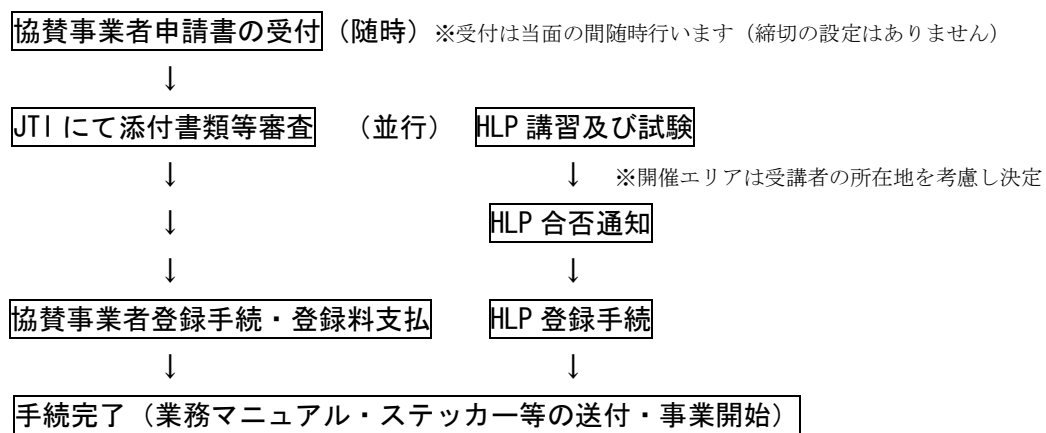 協賛事業者申請書の受付（随時）※受付は当面の間随時行います（締切の設定はありません）
↓
JTIにて添付書類等審査　（並行）　HLP講習及び試験
↓　↓　※開催エリアは受講者の所在地を考慮し決定
↓　HLP合否通知
↓　↓
協賛事業者登録手続・登録料支払　HLP登録手続
↓　↓
手続完了（業務マニュアル・ステッカー等の送付・事業開始）